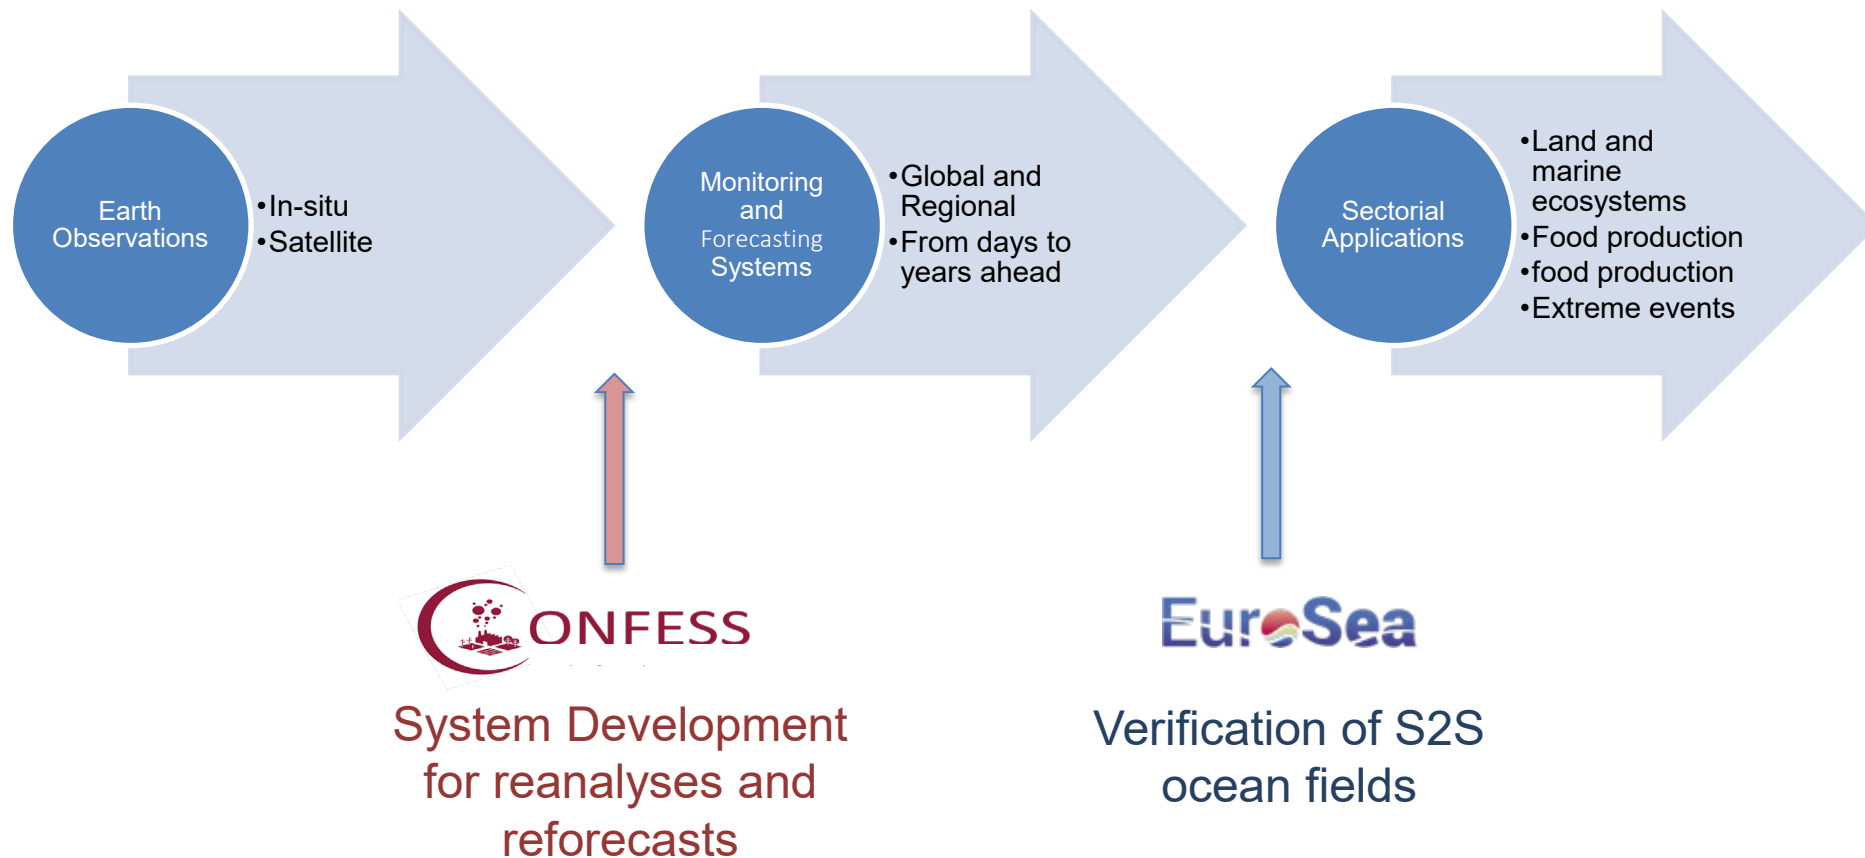 Earth
Observations
•In-situ
•Satellite
Monitoring
and
Forecasting
Systems
•Global and
Regional
•From days to
years ahead
Sectorial
Applications
•Land and
marine
ecosystems
•Food production
•food production
•Extreme events
CONFESS
System Development
for reanalyses and
reforecasts
EuroSea
Verification of S2S
ocean fields